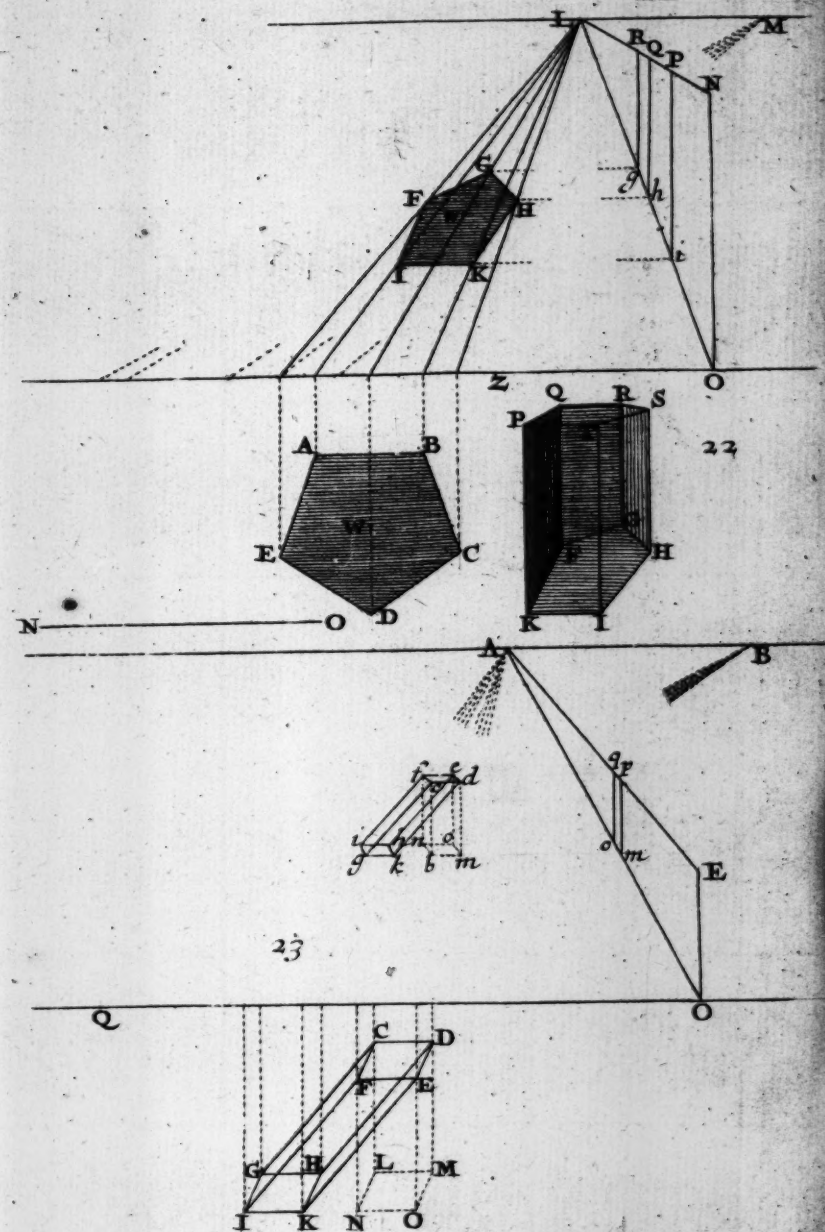 L M
R Q P N
G g
F H h
I K i
Z O
Q R S
P T 22
A B
G
W
E C F H
D
N O K I
A B
q p
f e d
c
i h n o o E
g k b m m
23
Q O
C D
F E
G H L M
I K N O